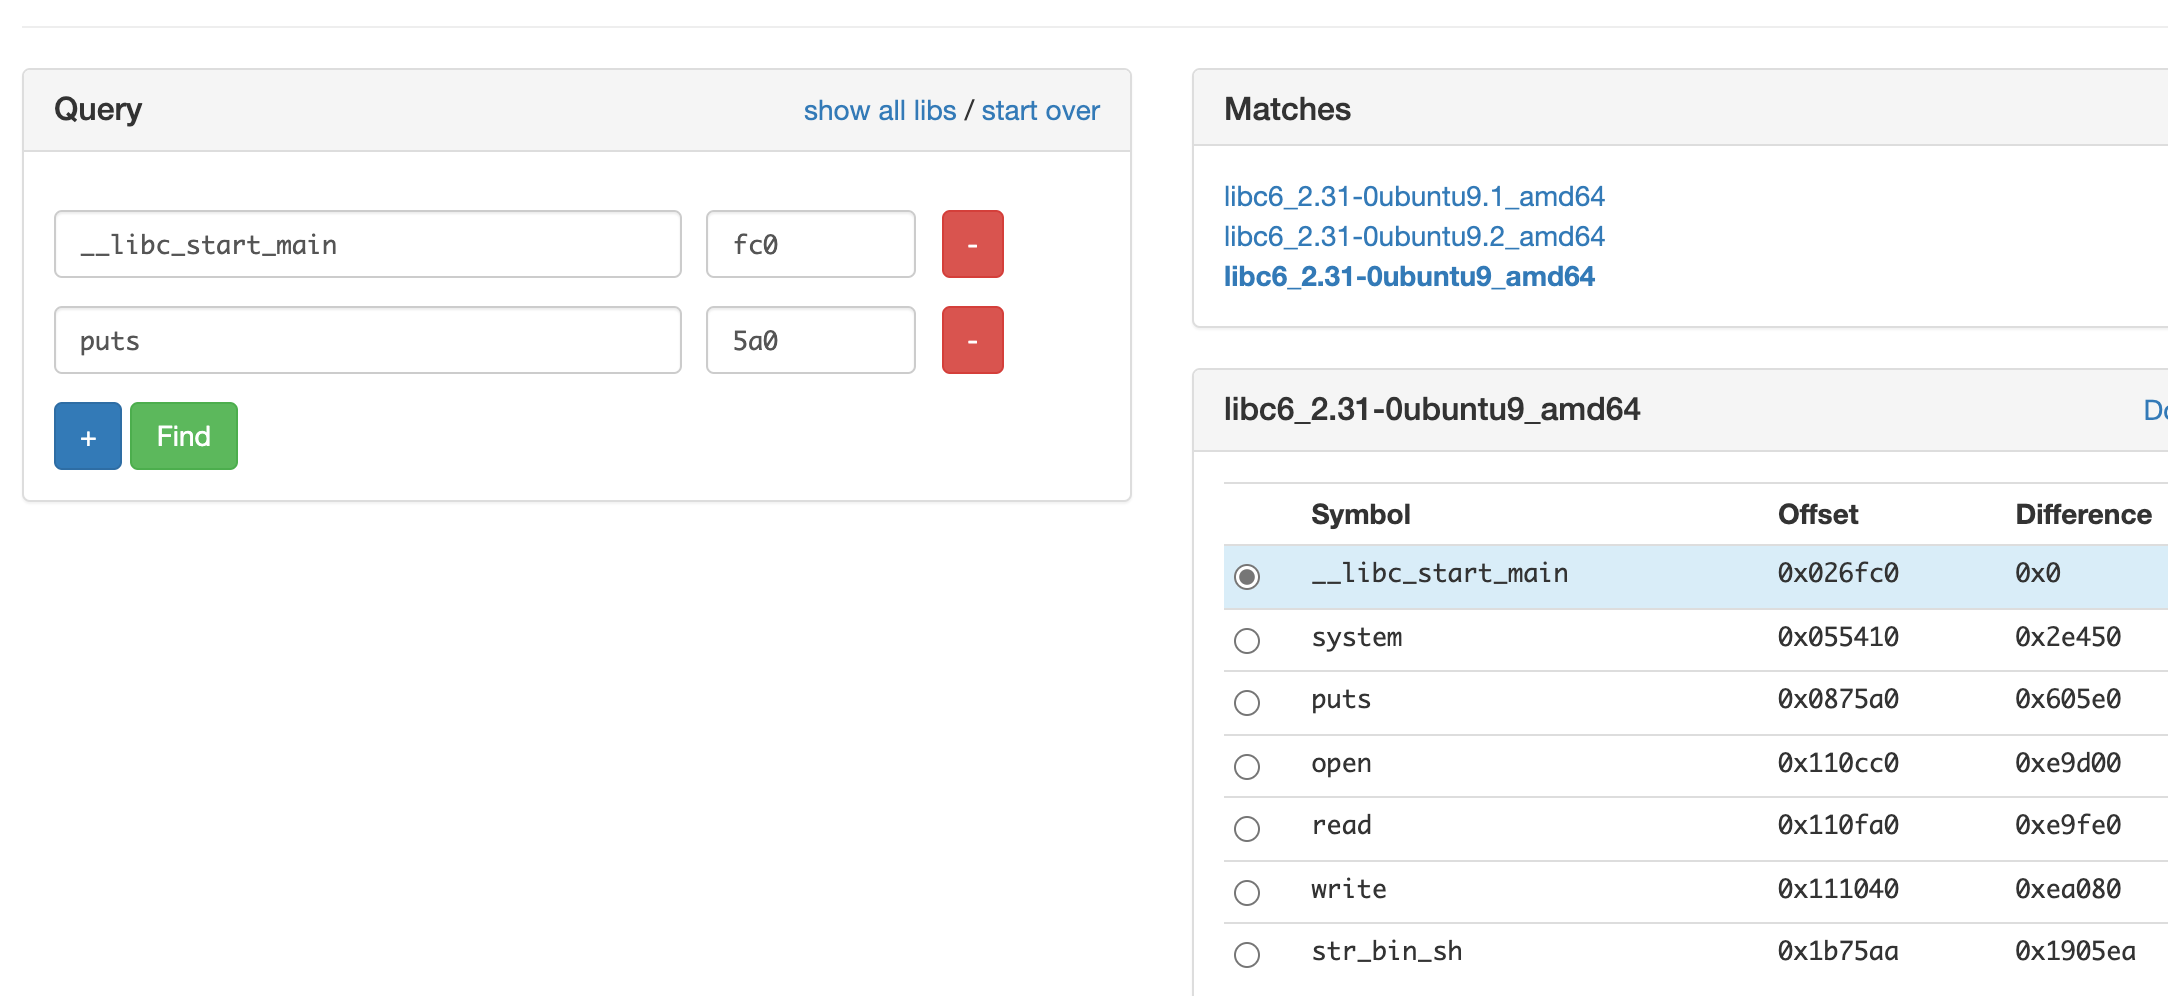 Query show all libs / start over
__libc_start_main fc0 -
puts 5a0 -
+ Find
Matches
libc6_2.31-0ubuntu9.1_amd64
libc6_2.31-0ubuntu9.2_amd64
libc6_2.31-0ubuntu9_amd64
libc6_2.31-0ubuntu9_amd64
Symbol Offset Difference
__libc_start_main 0x026fc0 0x0
system 0x055410 0x2e450
puts 0x0875a0 0x605e0
open 0x110cc0 0xe9d00
read 0x110fa0 0xe9fe0
write 0x111040 0xea080
str_bin_sh 0x1b75aa 0x1905ea